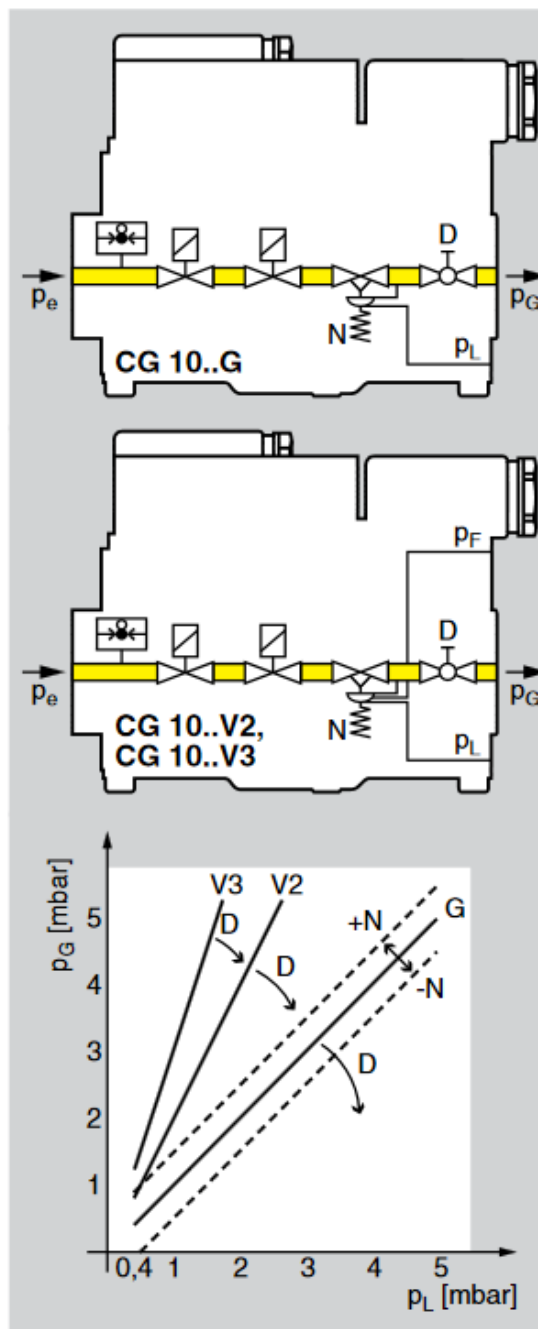 D
pe
pG
N
pL
CG 10..G
pF
D
pe
pG
N
pL
CG 10..V2,
CG 10..V3
pG [mbar]
V3
V2
G
D
D
+N
-N
D
5
4
3
2
1
0,4 1 2 3 4 5
pL [mbar]